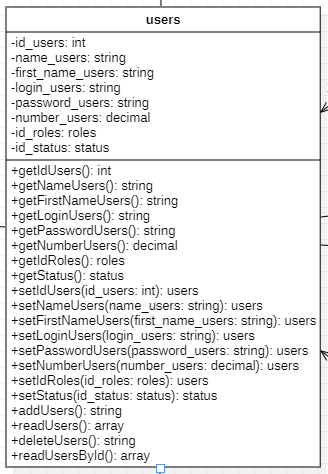 users
-id_users: int
-name_users: string
-first_name_users: string
-login_users: string
-password_users: string
-number_users: decimal
-id_roles: roles
-id_status: status
+getIdUsers(): int
+getNameUsers(): string
+getFirstNameUsers(): string
+getLoginUsers(): string
+getPasswordUsers(): string
+getNumberUsers(): decimal
+getIdRoles(): roles
+getStatus(): status
+setIdUsers(id_users: int): users
+setNameUsers(name_users: string): users
+setFirstNameUsers(first_name_users: string): users
+setLoginUsers(login_users: string): users
+setPasswordUsers(password_users: string): users
+setNumberUsers(number_users: decimal): users
+setIdRoles(id_roles: roles): users
+setStatus(id_status: status): status
+addUsers(): string
+readUsers(): array
+deleteUsers(): string
+readUsersById(): array